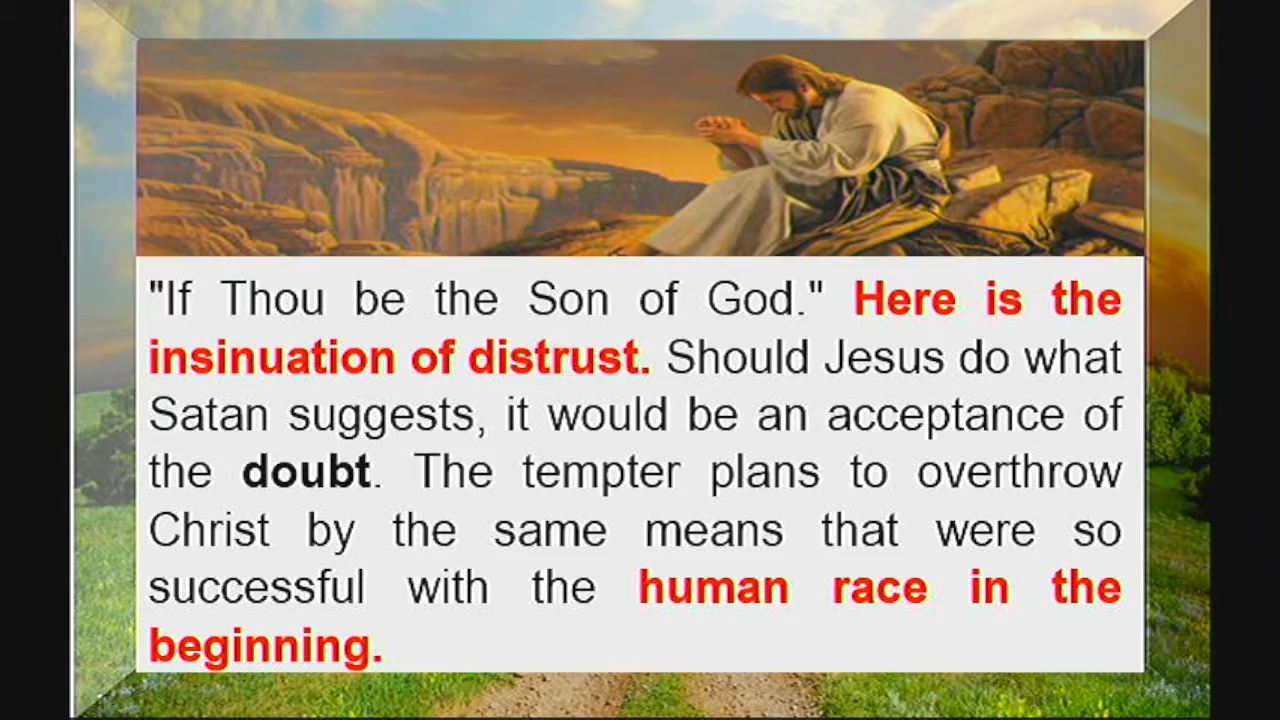 "If Thou be the Son of God." Here is the
insinuation of distrust. Should Jesus do what
Satan suggests, it would be an acceptance of
the doubt. The tempter plans to overthrow
Christ by the same means that were so
successful with the human race in the
beginning.